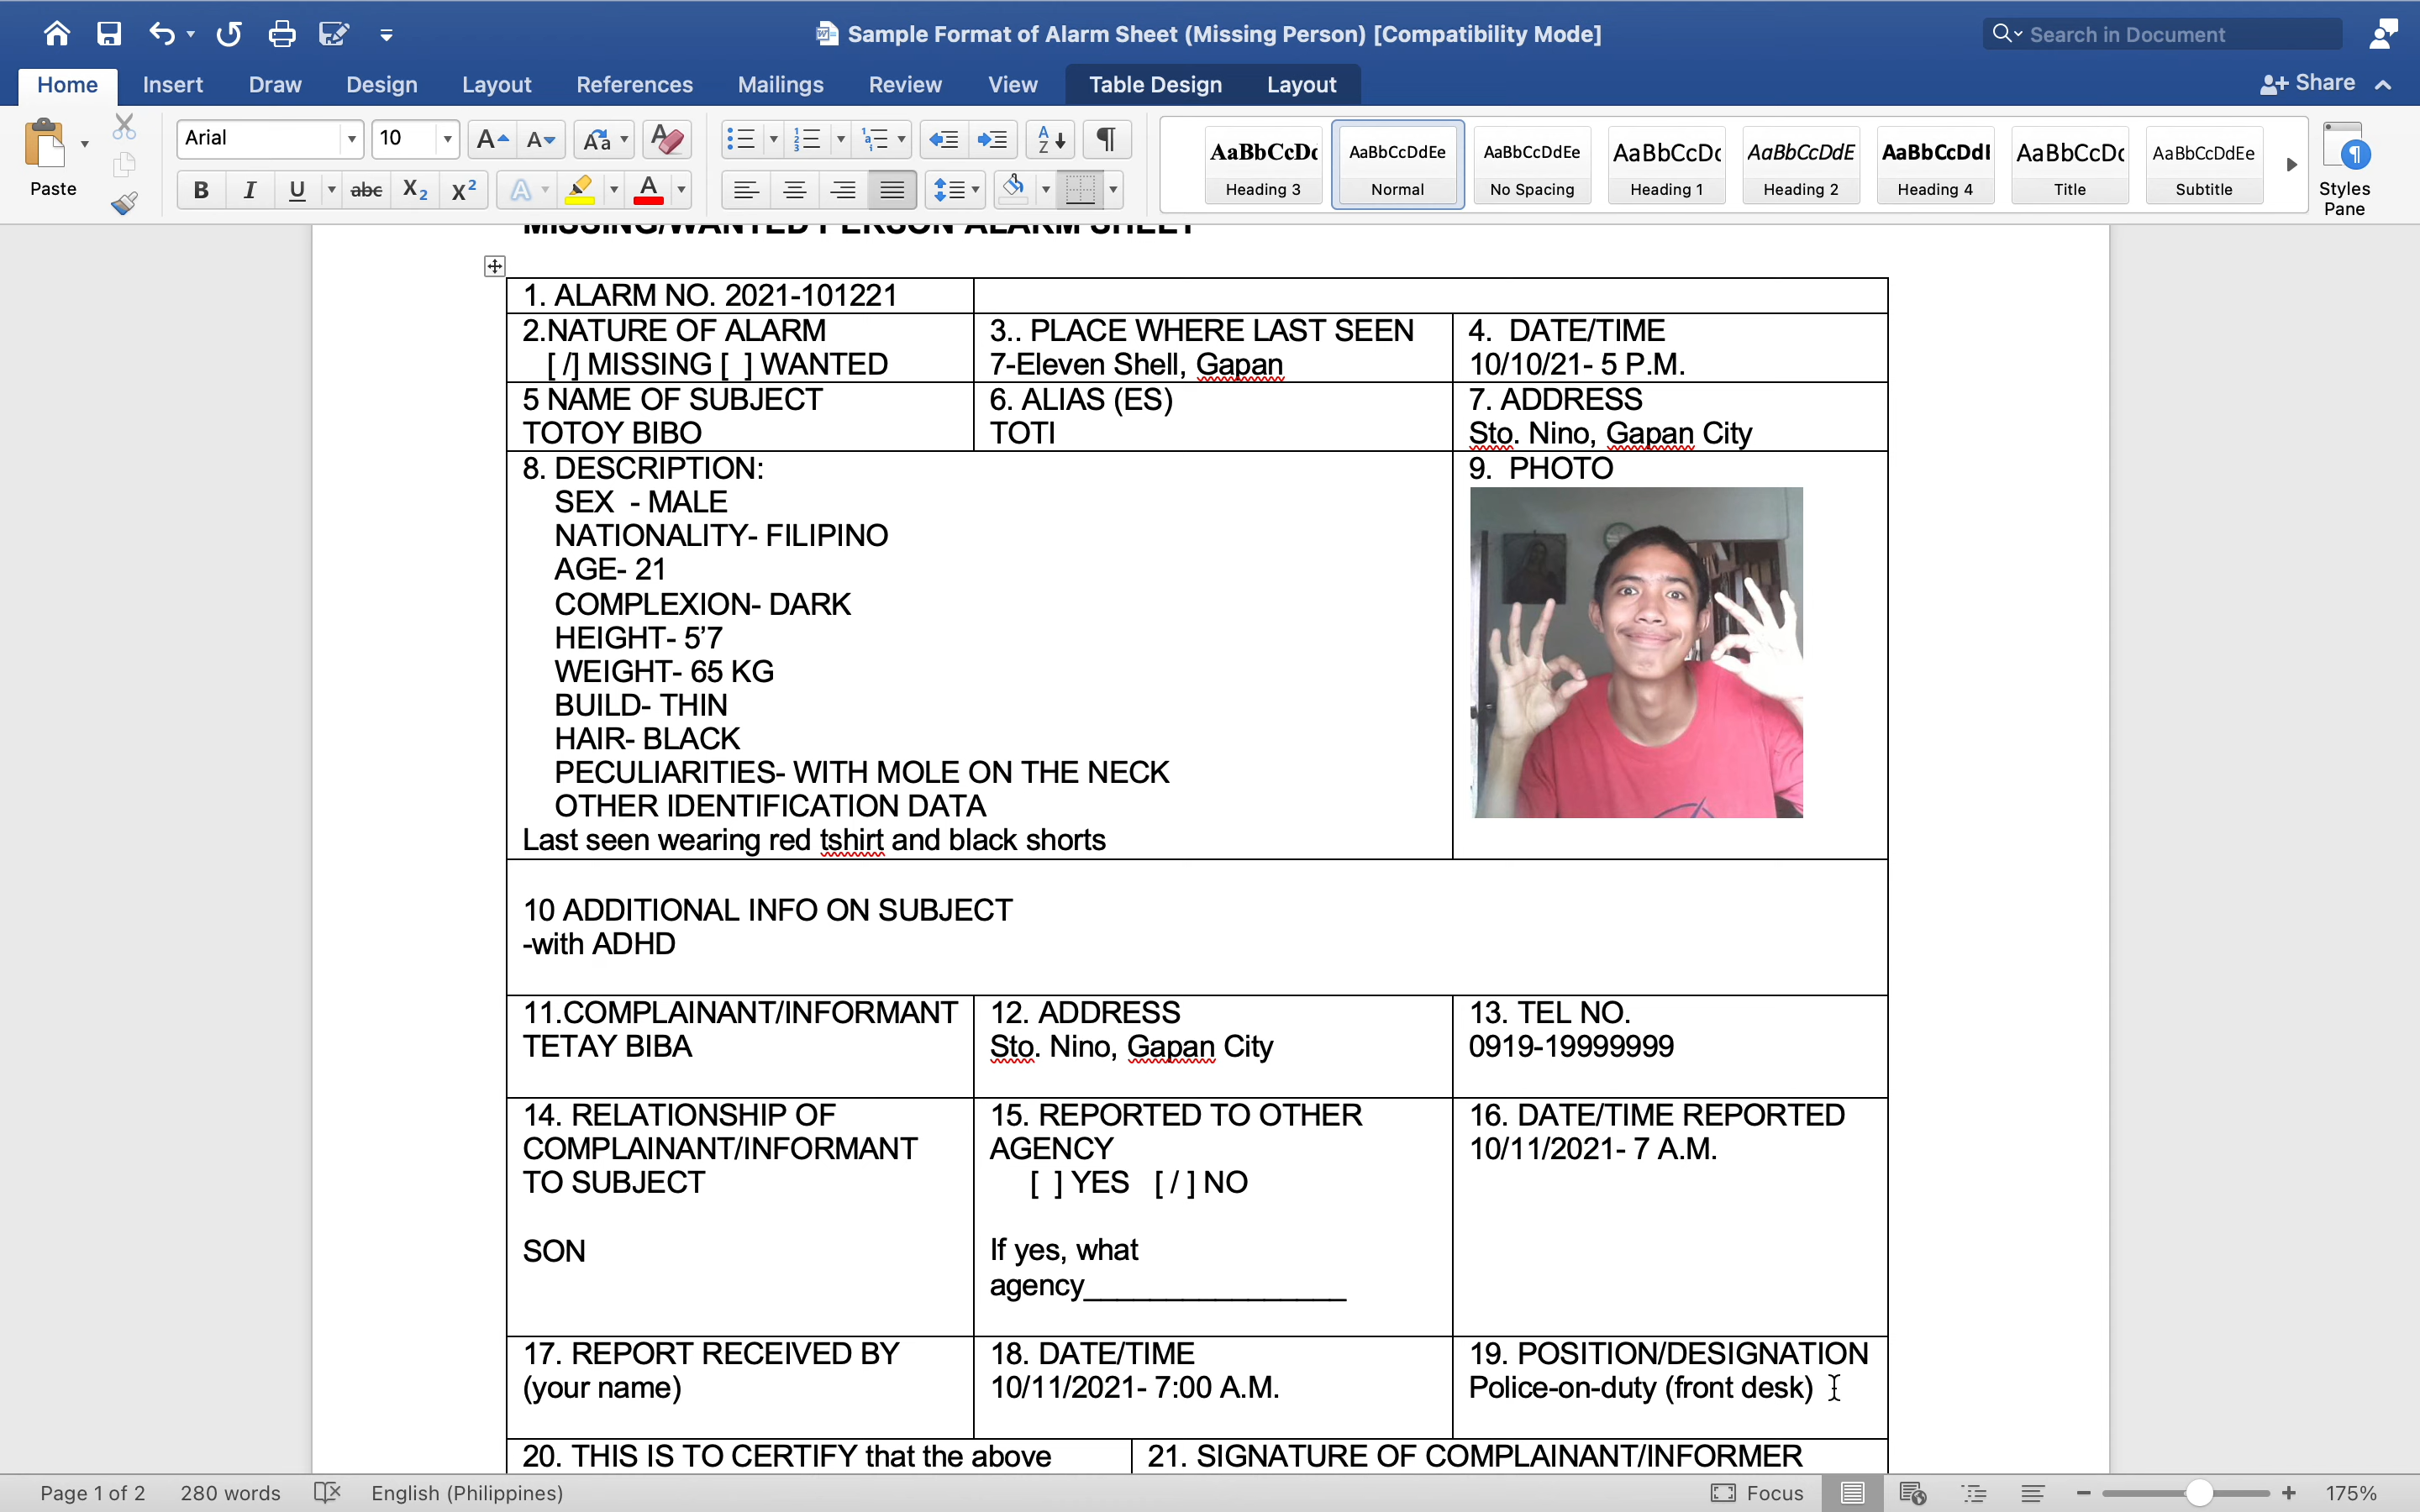 Sample Format of Alarm Sheet (Missing Person) [Compatibility Mode]
Search in Document
Home Insert Draw Design Layout References Mailings Review View Table Design Layout Share
Paste
Arial 10
AaBbCcDc AaBbCcDdEe AaBbCcDdEe AaBbCcDc AaBbCcDdE AaBbCcDdI AaBbCcDc AaBbCcDdEe
Heading 3 Normal No Spacing Heading 1 Heading 2 Heading 4 Title Subtitle
Styles
Pane
MISSING/WANTED PERSON ALARM SHEET
1. ALARM NO. 2021-101221
2.NATURE OF ALARM
[ /] MISSING [ ] WANTED
3.. PLACE WHERE LAST SEEN
7-Eleven Shell, Gapan
4. DATE/TIME
10/10/21- 5 P.M.
5 NAME OF SUBJECT
TOTOY BIBO
6. ALIAS (ES)
TOTI
7. ADDRESS
Sto. Nino, Gapan City
8. DESCRIPTION:
SEX - MALE
NATIONALITY- FILIPINO
AGE- 21
COMPLEXION- DARK
HEIGHT- 5’7
WEIGHT- 65 KG
BUILD- THIN
HAIR- BLACK
PECULIARITIES- WITH MOLE ON THE NECK
OTHER IDENTIFICATION DATA
Last seen wearing red tshirt and black shorts
9. PHOTO
10 ADDITIONAL INFO ON SUBJECT
-with ADHD
11.COMPLAINANT/INFORMANT
TETAY BIBA
12. ADDRESS
Sto. Nino, Gapan City
13. TEL NO.
0919-19999999
14. RELATIONSHIP OF
COMPLAINANT/INFORMANT
TO SUBJECT
SON
15. REPORTED TO OTHER
AGENCY
[ ] YES [ / ] NO
If yes, what
agency________________
16. DATE/TIME REPORTED
10/11/2021- 7 A.M.
17. REPORT RECEIVED BY
(your name)
18. DATE/TIME
10/11/2021- 7:00 A.M.
19. POSITION/DESIGNATION
Police-on-duty (front desk)
20. THIS IS TO CERTIFY that the above
21. SIGNATURE OF COMPLAINANT/INFORMER
Page 1 of 2 280 words English (Philippines) Focus 175%